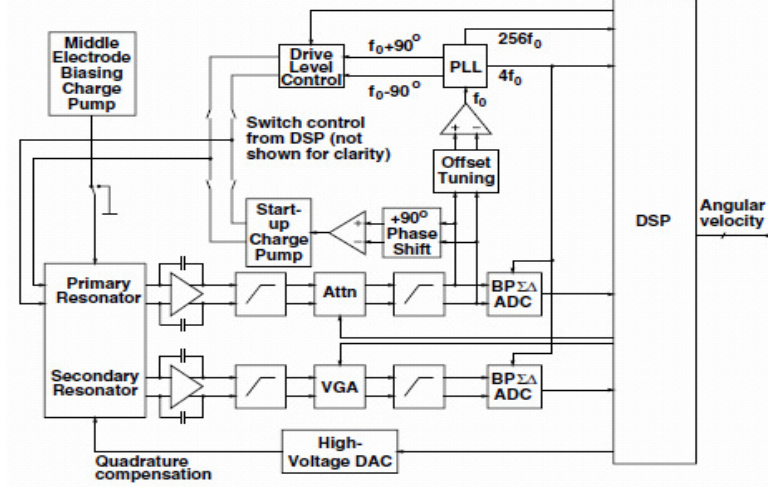 Middle
Electrode
Biasing
Charge
Pump
Drive
Level
Control
f₀+90°
f₀-90°
PLL
256f₀
4f₀
f₀
+ −
Switch control
from DSP (not
shown for clarity)
Offset
Tuning
Start-
up
Charge
Pump
+
−
+90°
Phase
Shift
DSP
Angular
velocity
Primary
Resonator
Attn
BPΣΔ
ADC
Secondary
Resonator
VGA
BPΣΔ
ADC
High-
Voltage DAC
Quadrature
compensation